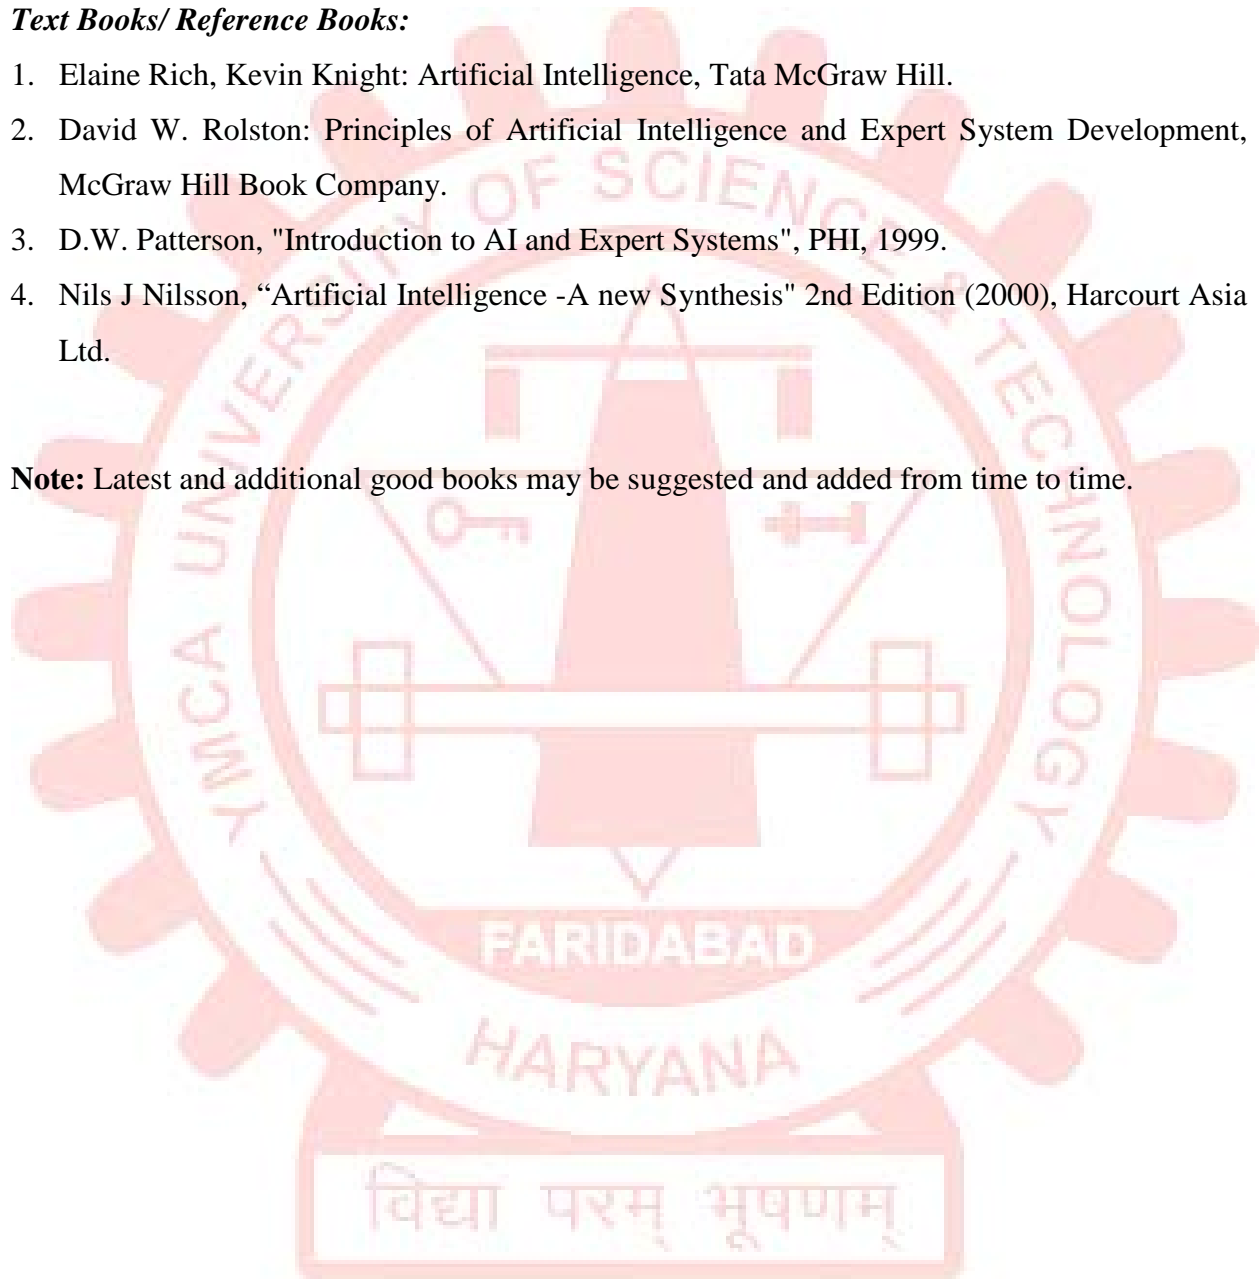 Text Books/ Reference Books:
1. Elaine Rich, Kevin Knight: Artificial Intelligence, Tata McGraw Hill.
2. David W. Rolston: Principles of Artificial Intelligence and Expert System Development,
McGraw Hill Book Company.
3. D.W. Patterson, "Introduction to AI and Expert Systems", PHI, 1999.
4. Nils J Nilsson, “Artificial Intelligence -A new Synthesis" 2nd Edition (2000), Harcourt Asia
Ltd.
Note: Latest and additional good books may be suggested and added from time to time.
YMCA UNIVERSITY OF SCIENCE & TECHNOLOGY
FARIDABAD
HARYANA
विद्या परम् भूषणम्